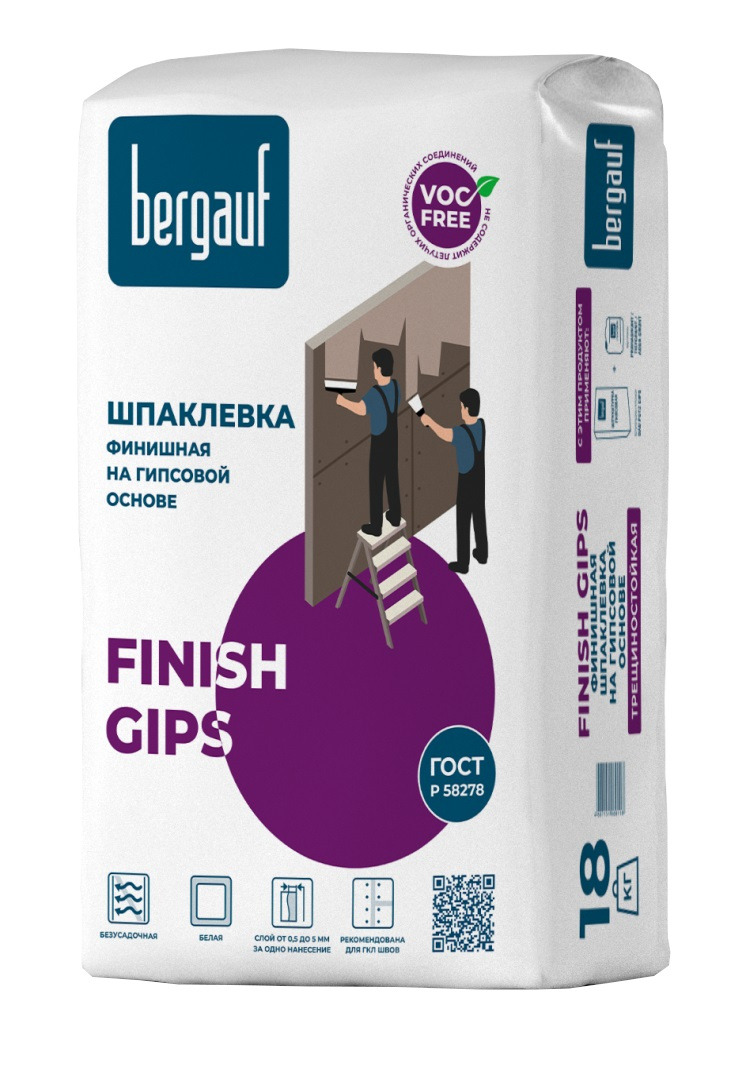 bergauf
НЕ СОДЕРЖИТ ЛЕТУЧИХ ОРГАНИЧЕСКИХ СОЕДИНЕНИЙ
VOC
FREE
ШПАКЛЕВКА
ФИНИШНАЯ
НА ГИПСОВОЙ
ОСНОВЕ
FINISH
GIPS
ГОСТ
Р 58278
БЕЗУСАДОЧНАЯ
БЕЛАЯ
СЛОЙ ОТ 0,5 ДО 5 ММ
ЗА ОДНО НАНЕСЕНИЕ
РЕКОМЕНДОВАНА
ДЛЯ ГКЛ ШВОВ
bergauf
С ЭТИМ ПРОДУКТОМ
ПРИМЕНЯЮТ:
FINISH GIPS
ФИНИШНАЯ
ШПАКЛЕВКА
НА ГИПСОВОЙ
ОСНОВЕ
ТРЕЩИНОСТОЙКАЯ
18
КГ